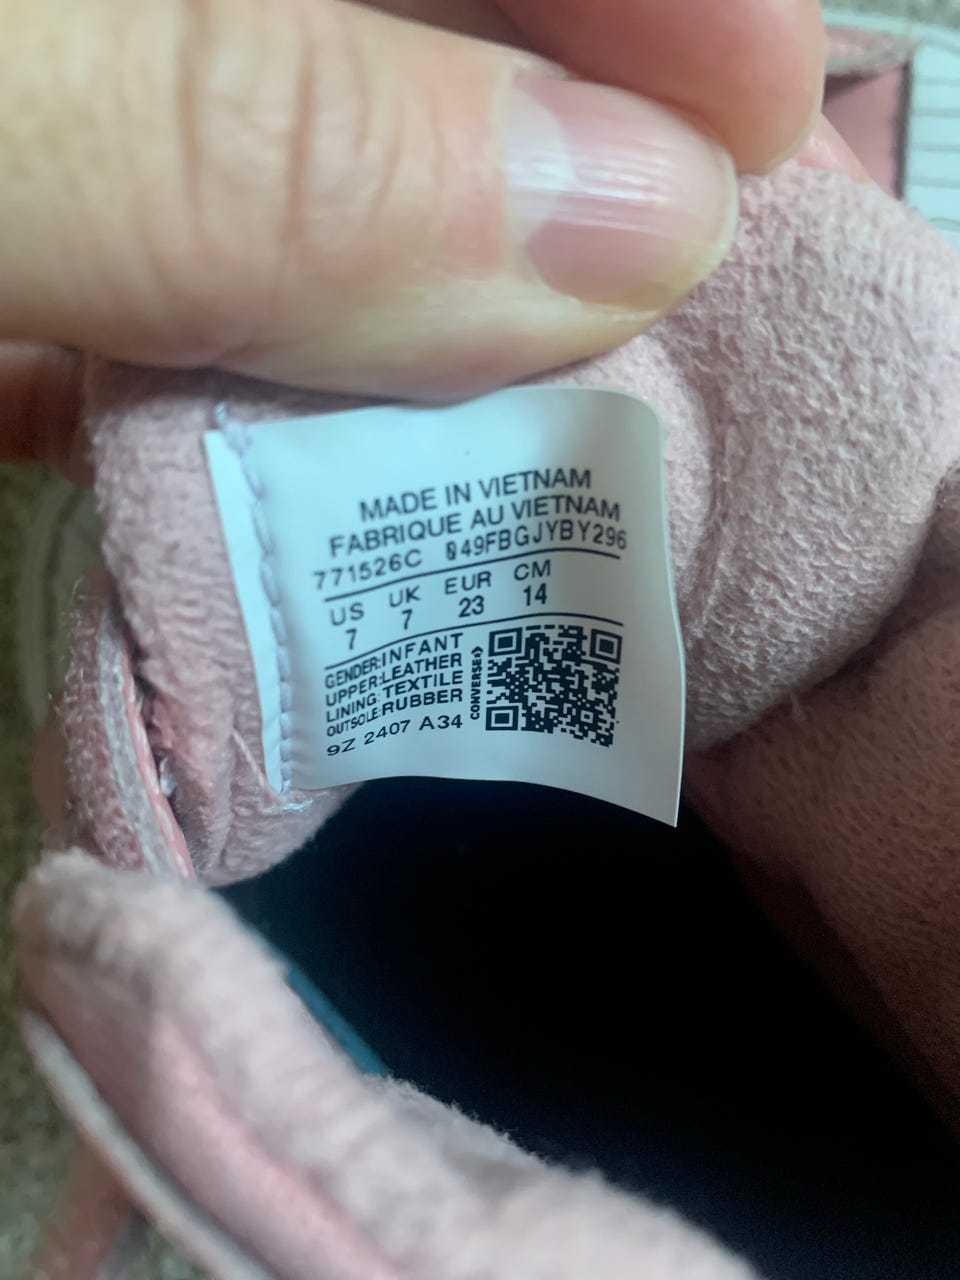 MADE IN VIETNAM
FABRIQUE AU VIETNAM
771526C 049FBGJYBY296
US UK EUR CM
7 7 23 14
GENDER:INFANT
UPPER:LEATHER
LINING:TEXTILE
OUTSOLE:RUBBER
9Z 2407 A34
CONVERSE